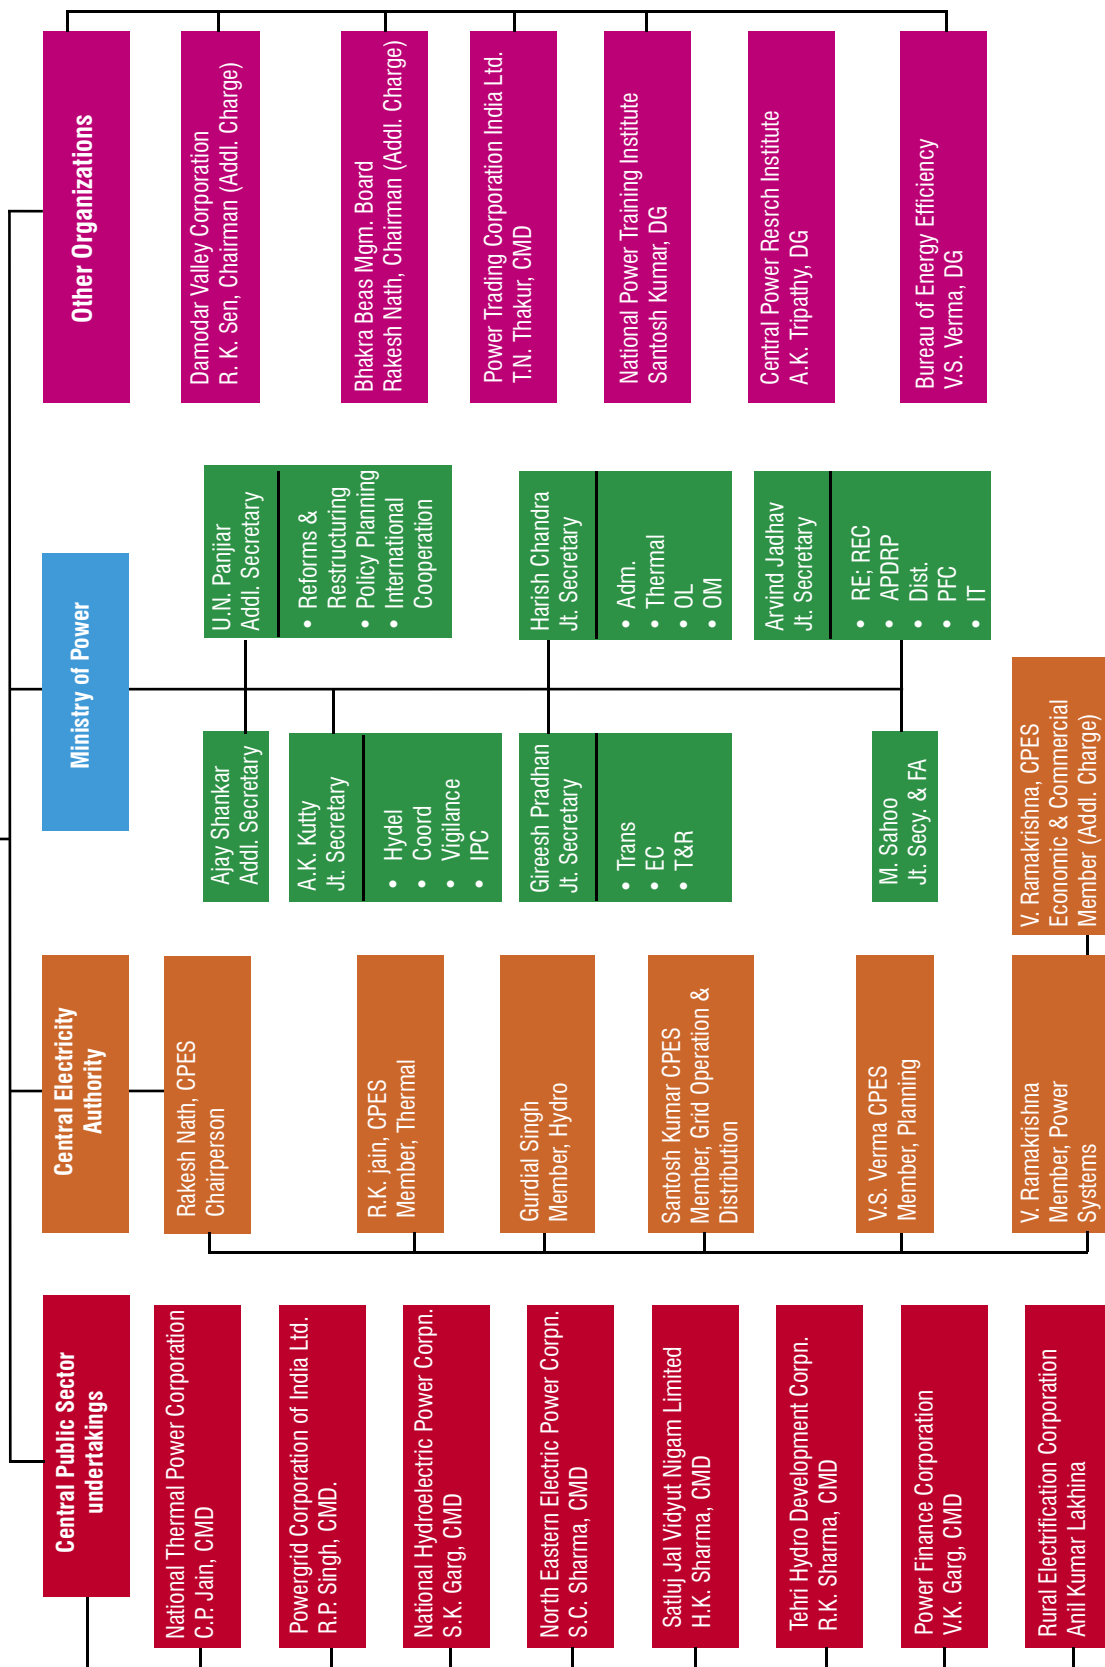 Central Public Sector
undertakings
National Thermal Power Corporation
C.P. Jain, CMD
Powergrid Corporation of India Ltd.
R.P. Singh, CMD.
National Hydroelectric Power Corpn.
S.K. Garg, CMD
North Eastern Electric Power Corpn.
S.C. Sharma, CMD
Satluj Jal Vidyut Nigam Limited
H.K. Sharma, CMD
Tehri Hydro Development Corpn.
R.K. Sharma, CMD
Power Finance Corporation
V.K. Garg, CMD
Rural Electrification Corporation
Anil Kumar Lakhina
Central Electricity
Authority
Rakesh Nath, CPES
Chairperson
R.K. jain, CPES
Member, Thermal
Gurdial Singh
Member, Hydro
Santosh Kumar CPES
Member, Grid Operation &
Distribution
V.S. Verma CPES
Member, Planning
V. Ramakrishna
Member, Power
Systems
V. Ramakrishna, CPES
Economic & Commercial
Member (Addl. Charge)
Ministry of Power
Ajay Shankar
Addl. Secretary
U.N. Panjiar
Addl. Secretary
• Reforms &
Restructuring
• Policy Planning
• International
Cooperation
A.K. Kutty
Jt. Secretary
• Hydel
• Coord
• Vigilance
• IPC
Gireesh Pradhan
Jt. Secretary
• Trans
• EC
• T&R
Harish Chandra
Jt. Secretary
• Adm.
• Thermal
• OL
• OM
M. Sahoo
Jt. Secy. & FA
Arvind Jadhav
Jt. Secretary
• RE; REC
• APDRP
• Dist.
• PFC
• IT
Other Organizations
Damodar Valley Corporation
R. K. Sen, Chairman (Addl. Charge)
Bhakra Beas Mgm. Board
Rakesh Nath, Chairman (Addl. Charge)
Power Trading Corporation India Ltd.
T.N. Thakur, CMD
National Power Training Institute
Santosh Kumar, DG
Central Power Resrch Institute
A.K. Tripathy, DG
Bureau of Energy Efficiency
V.S. Verma, DG